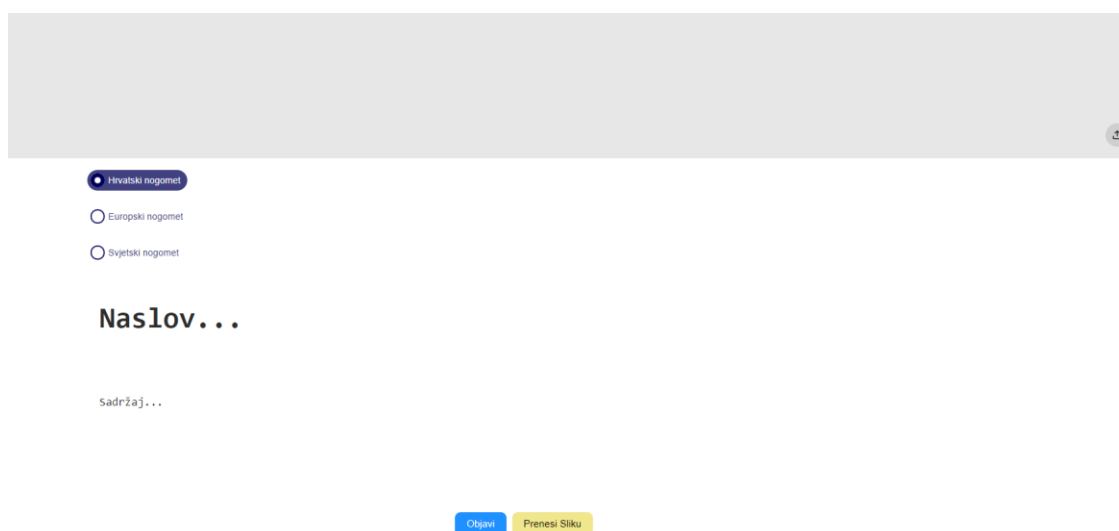 Hrvatski nogomet
Europski nogomet
Svjetski nogomet
Naslov...
Sadržaj...
Objavi Prenesi Sliku